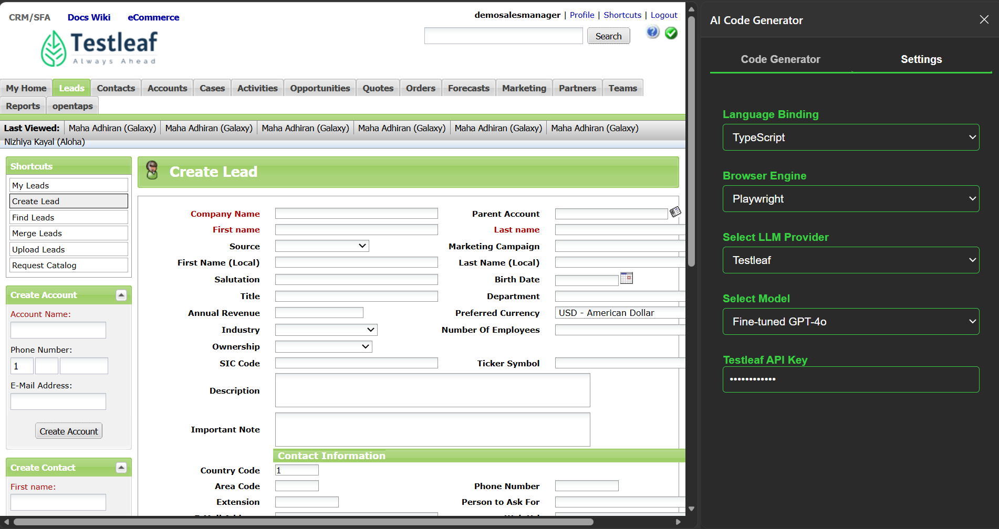 CRM/SFA Docs Wiki eCommerce
demosalesmanager | Profile | Shortcuts | Logout
Testleaf
Always Ahead
Search
My Home Leads Contacts Accounts Cases Activities Opportunities Quotes Orders Forecasts Marketing Partners Teams
Reports opentaps
Last Viewed: Maha Adhiran (Galaxy) Maha Adhiran (Galaxy) Maha Adhiran (Galaxy) Maha Adhiran (Galaxy) Maha Adhiran (Galaxy) Maha Adhiran (Galaxy)
Nizhiya Kayal (Aloha)
Shortcuts
My Leads
Create Lead
Find Leads
Merge Leads
Upload Leads
Request Catalog
Create Account
Account Name:
Phone Number:
1
E-Mail Address:
Create Account
Create Contact
First name:
Create Lead
Company Name Parent Account
First name Last name
Source Marketing Campaign
First Name (Local) Last Name (Local)
Salutation Birth Date
Title Department
Annual Revenue Preferred Currency USD - American Dollar
Industry Number Of Employees
Ownership
SIC Code Ticker Symbol
Description
Important Note
Contact Information
Country Code 1
Area Code Phone Number
Extension Person to Ask For
AI Code Generator
Code Generator Settings
Language Binding
TypeScript
Browser Engine
Playwright
Select LLM Provider
Testleaf
Select Model
Fine-tuned GPT-4o
Testleaf API Key
••••••••••••